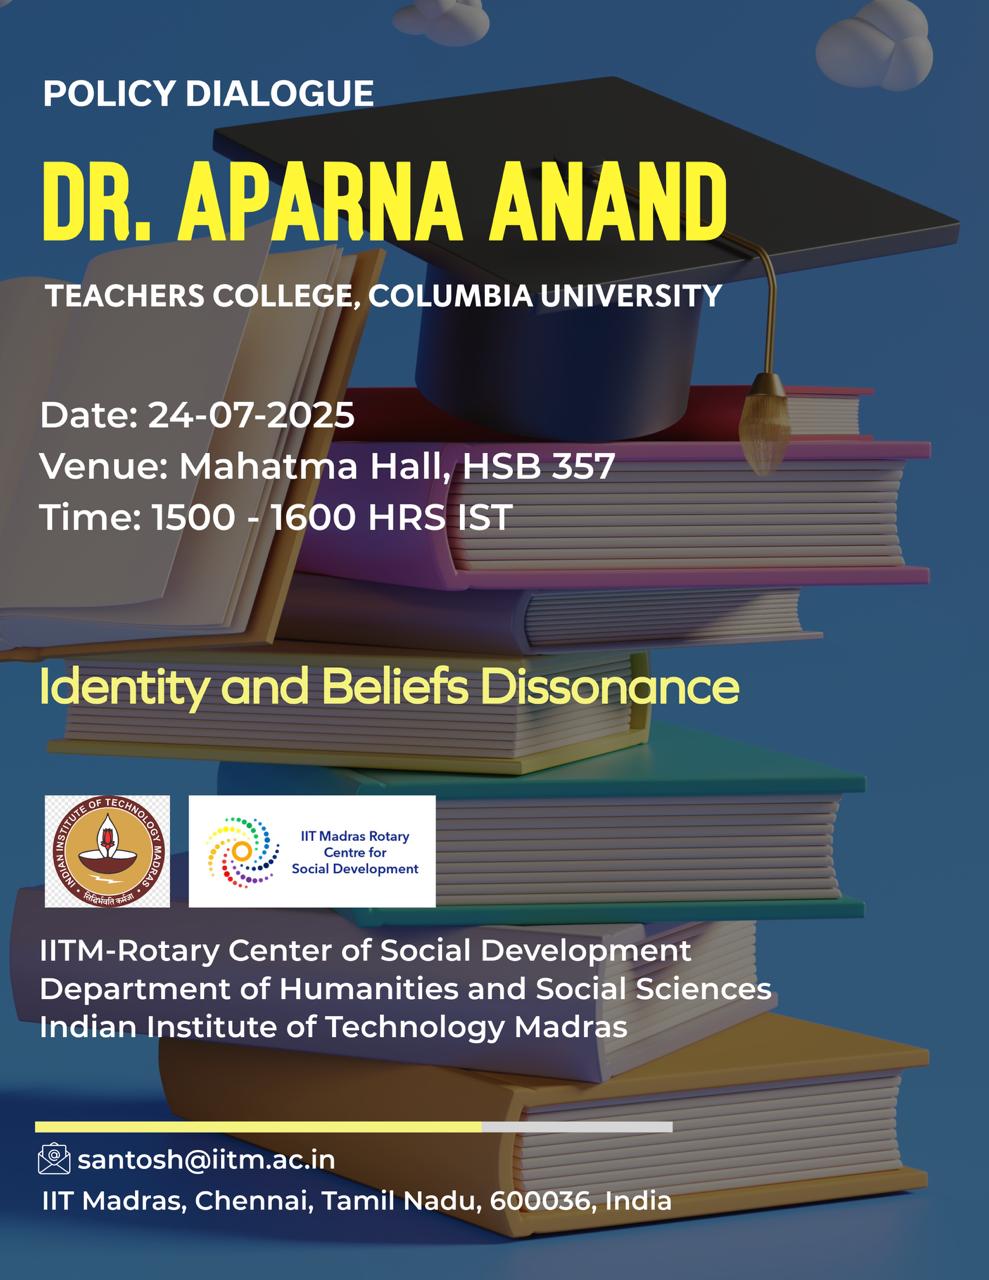 POLICY DIALOGUE
DR. APARNA ANAND
TEACHERS COLLEGE, COLUMBIA UNIVERSITY
Date: 24-07-2025
Venue: Mahatma Hall, HSB 357
Time: 1500 - 1600 HRS IST
Identity and Beliefs Dissonance
INDIAN INSTITUTE OF TECHNOLOGY MADRAS
सिद्धिर्भवति कर्मजा
IIT Madras Rotary
Centre for
Social Development
IITM-Rotary Center of Social Development
Department of Humanities and Social Sciences
Indian Institute of Technology Madras
santosh@iitm.ac.in
IIT Madras, Chennai, Tamil Nadu, 600036, India